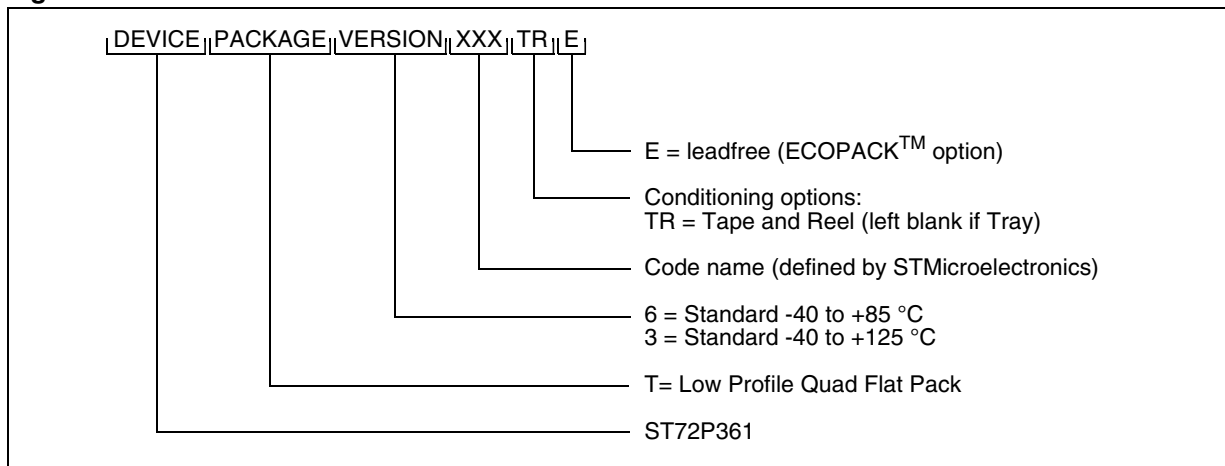 DEVICE PACKAGE VERSION XXX TR E
E = leadfree (ECOPACK™ option)
Conditioning options:
TR = Tape and Reel (left blank if Tray)
Code name (defined by STMicroelectronics)
6 = Standard -40 to +85 °C
3 = Standard -40 to +125 °C
T= Low Profile Quad Flat Pack
ST72P361